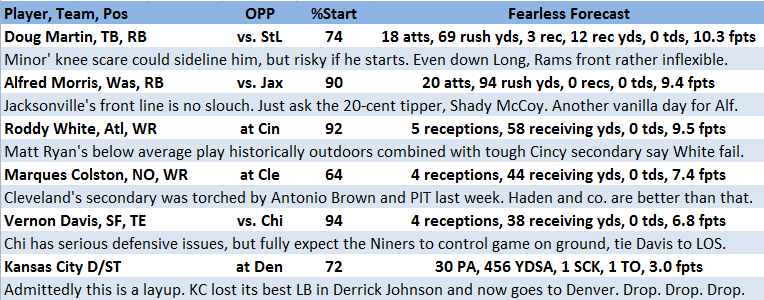 Player, Team, Pos OPP %Start Fearless Forecast
Doug Martin, TB, RB vs. StL 74 18 atts, 69 rush yds, 3 rec, 12 rec yds, 0 tds, 10.3 fpts
Minor' knee scare could sideline him, but risky if he starts. Even down Long, Rams front rather inflexible.
Alfred Morris, Was, RB vs. Jax 90 20 atts, 94 rush yds, 0 recs, 0 tds, 9.4 fpts
Jacksonville's front line is no slouch. Just ask the 20-cent tipper, Shady McCoy. Another vanilla day for Alf.
Roddy White, Atl, WR at Cin 92 5 receptions, 58 receiving yds, 0 tds, 9.5 fpts
Matt Ryan's below average play historically outdoors combined with tough Cincy secondary say White fail.
Marques Colston, NO, WR at Cle 64 4 receptions, 44 receiving yds, 0 tds, 7.4 fpts
Cleveland's secondary was torched by Antonio Brown and PIT last week. Haden and co. are better than that.
Vernon Davis, SF, TE vs. Chi 94 4 receptions, 38 receiving yds, 0 tds, 6.8 fpts
Chi has serious defensive issues, but fully expect the Niners to control game on ground, tie Davis to LOS.
Kansas City D/ST at Den 72 30 PA, 456 YDSA, 1 SCK, 1 TO, 3.0 fpts
Admittedly this is a layup. KC lost its best LB in Derrick Johnson and now goes to Denver. Drop. Drop. Drop.